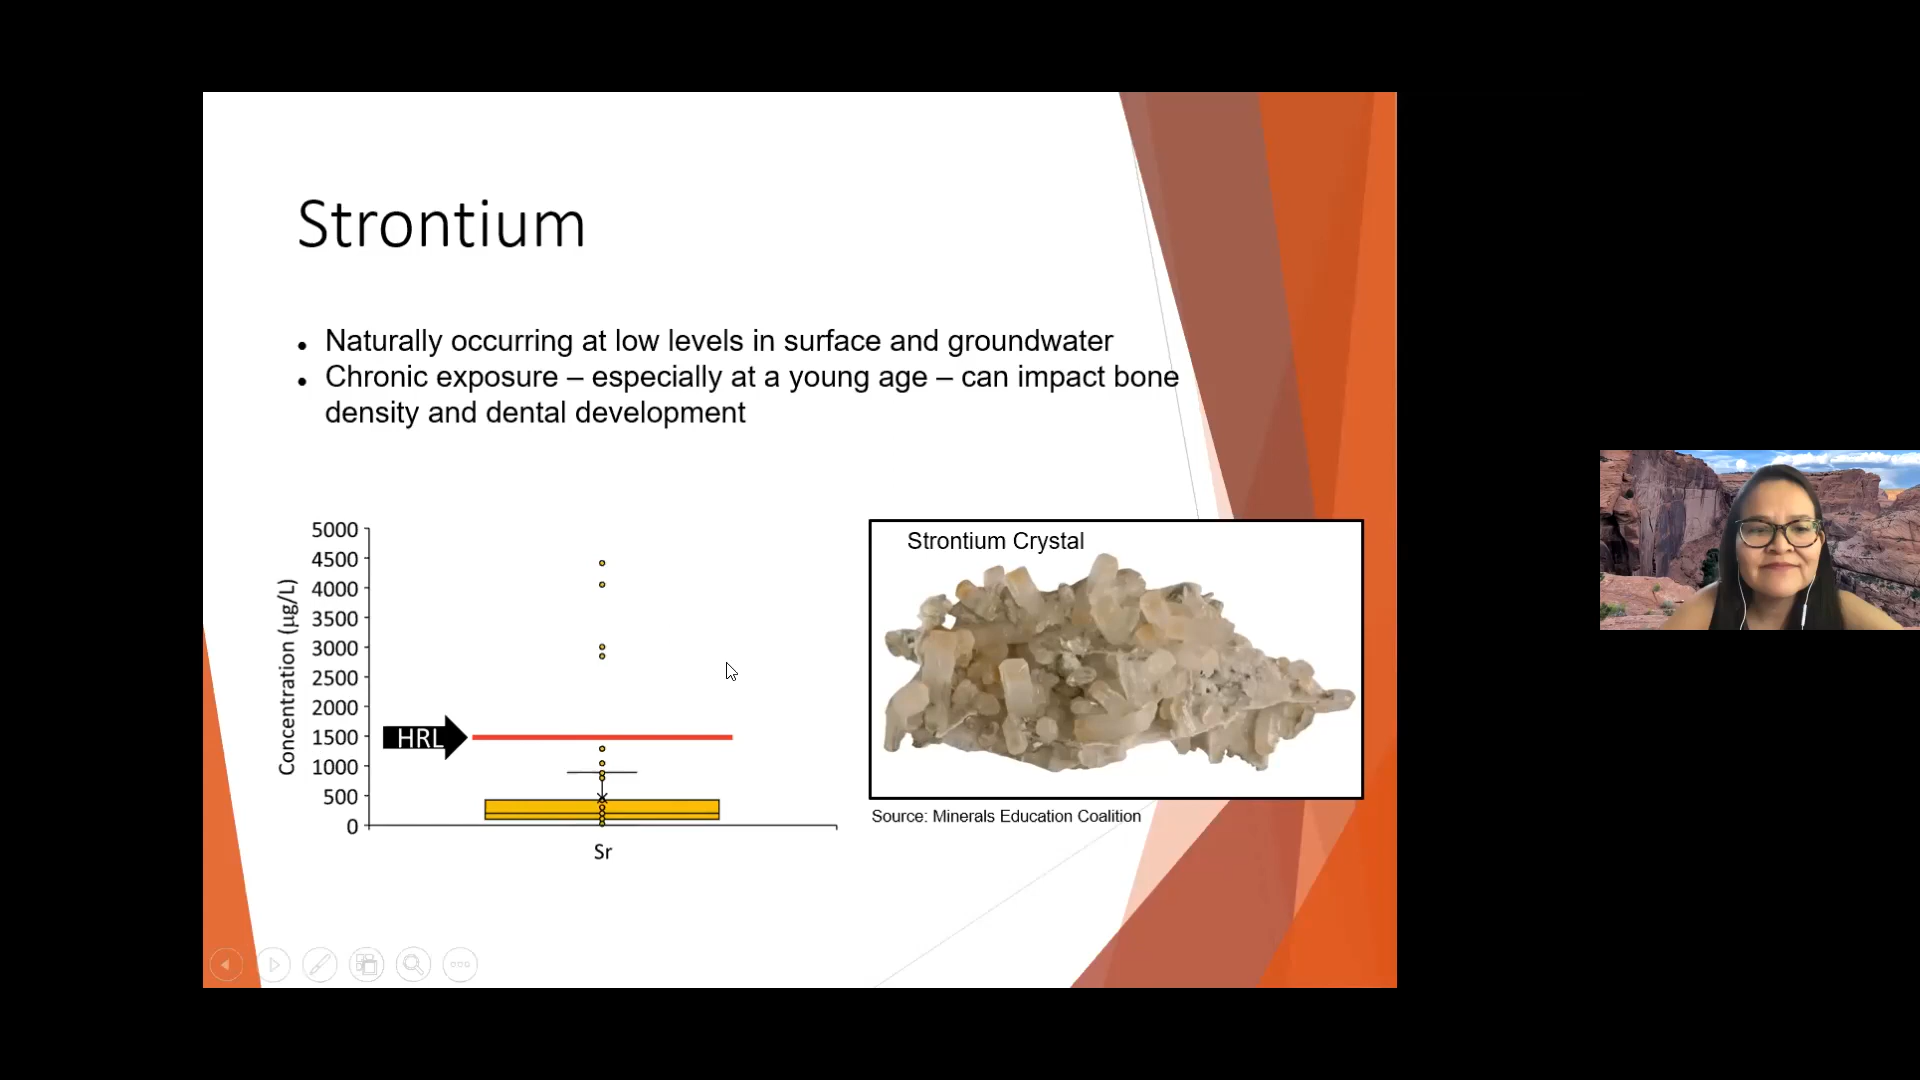 Strontium
• Naturally occurring at low levels in surface and groundwater
• Chronic exposure – especially at a young age – can impact bone
density and dental development
Concentration (µg/L)
5000
4500
4000
3500
3000
2500
2000
1500
1000
500
0
HRL
Sr
Strontium Crystal
Source: Minerals Education Coalition